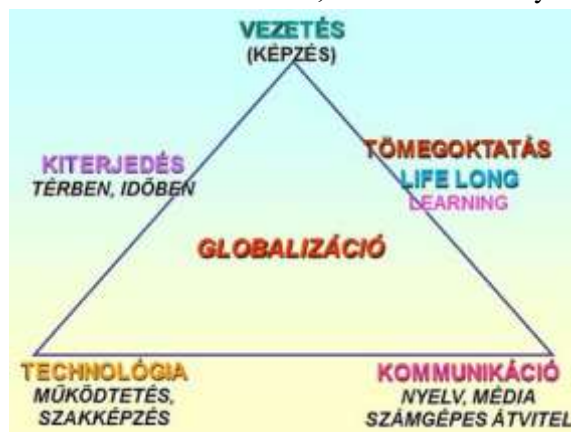 VEZETÉS
(KÉPZÉS)
KITERJEDÉS
TÉRBEN, IDŐBEN
TÖMEGOKTATÁS
LIFE LONG
LEARNING
GLOBALIZÁCIÓ
TECHNOLÓGIA
MŰKÖDTETÉS,
SZAKKÉPZÉS
KOMMUNIKÁCIÓ
NYELV, MÉDIA
SZÁMGÉPES ÁTVITEL